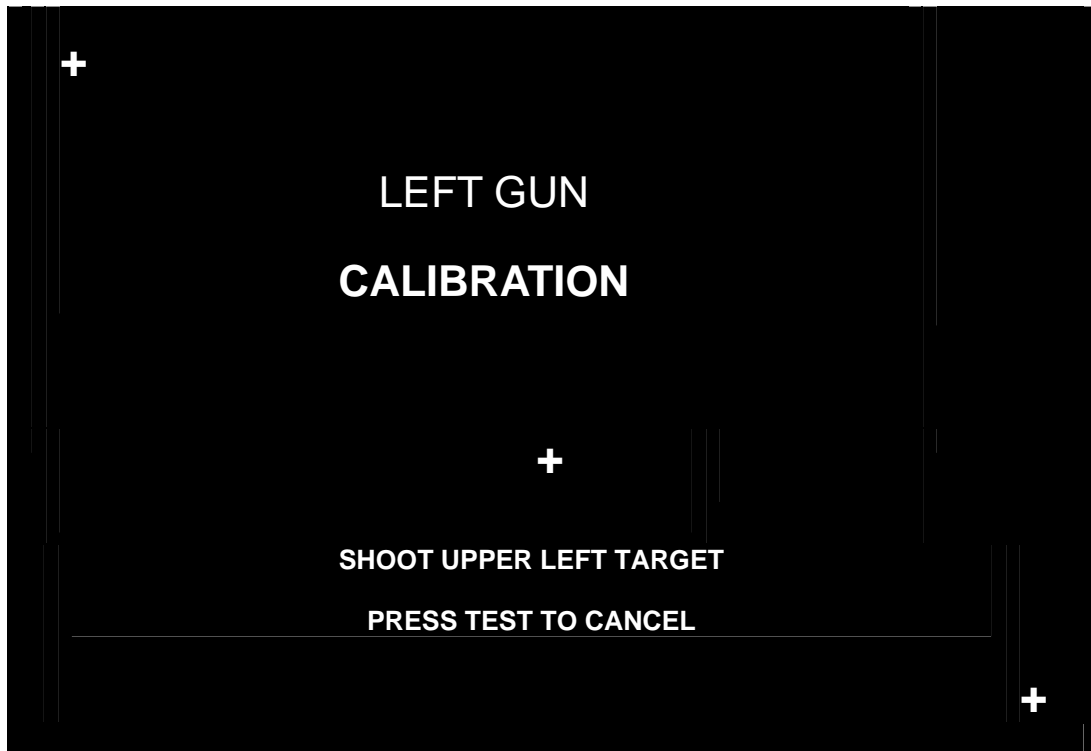 LEFT GUN
CALIBRATION
SHOOT UPPER LEFT TARGET
PRESS TEST TO CANCEL